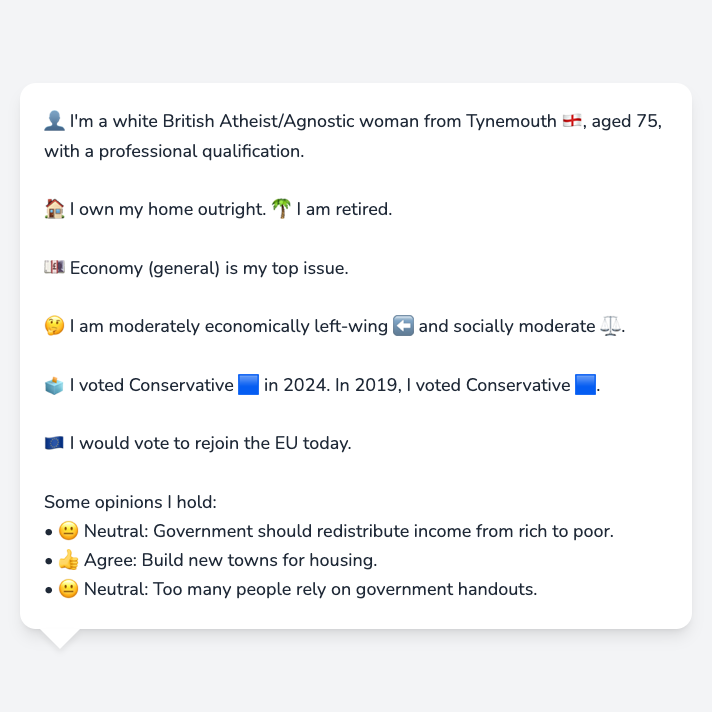 👤 I'm a white British Atheist/Agnostic woman from Tynemouth 🏴󠁧󠁢󠁥󠁮󠁧󠁿, aged 75,
with a professional qualification.
🏠 I own my home outright. 🌴 I am retired.
💷 Economy (general) is my top issue.
🤔 I am moderately economically left-wing ⬅️ and socially moderate ⚖️.
🗳️ I voted Conservative 🟦 in 2024. In 2019, I voted Conservative 🟦.
🇪🇺 I would vote to rejoin the EU today.
Some opinions I hold:
• 😐 Neutral: Government should redistribute income from rich to poor.
• 👍 Agree: Build new towns for housing.
• 😐 Neutral: Too many people rely on government handouts.